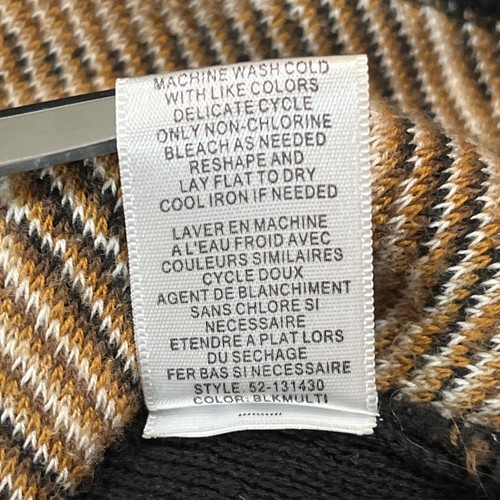 MACHINE WASH COLD
WITH LIKE COLORS
DELICATE CYCLE
ONLY NON-CHLORINE
BLEACH AS NEEDED
RESHAPE AND
LAY FLAT TO DRY
COOL IRON IF NEEDED
LAVER EN MACHINE
A L'EAU FROID AVEC
COULEURS SIMILAIRES
CYCLE DOUX
AGENT DE BLANCHIMENT
SANS CHLORE SI
NECESSAIRE
ETENDRE A PLAT LORS
DU SECHAGE
FER BAS SI NECESSAIRE
STYLE: 52-131430
COLOR: BLKMULTI